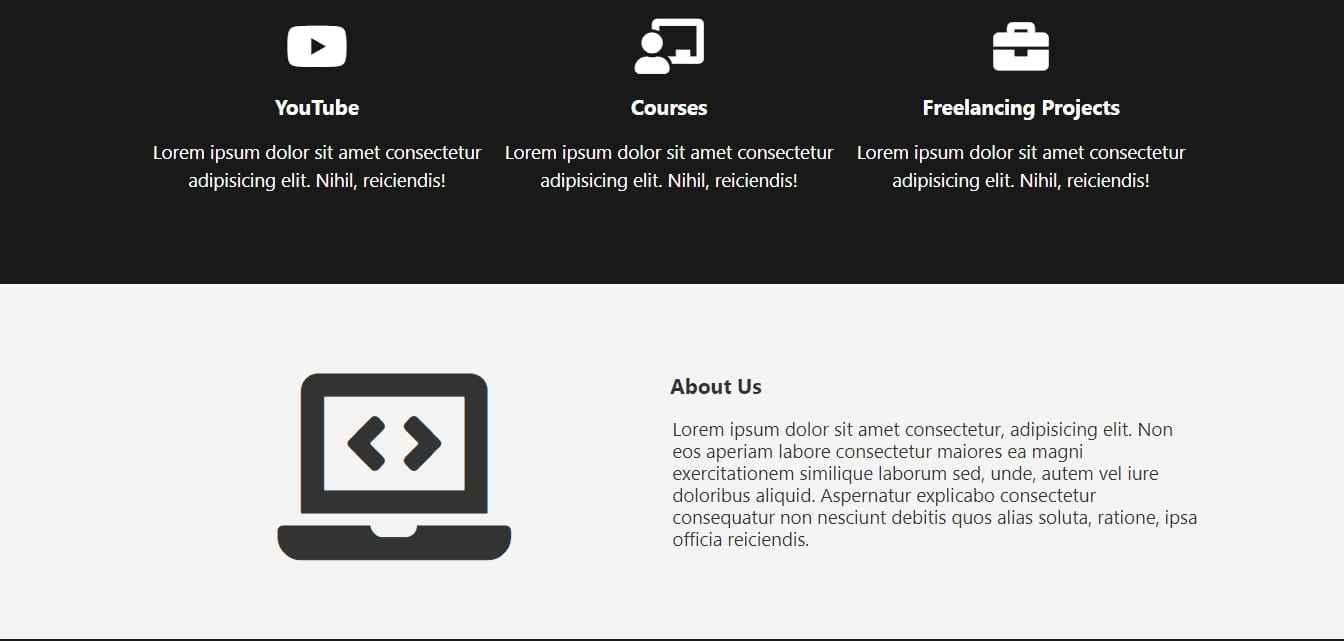 YouTube
Courses
Freelancing Projects
Lorem ipsum dolor sit amet consectetur
adipisicing elit. Nihil, reiciendis!
Lorem ipsum dolor sit amet consectetur
adipisicing elit. Nihil, reiciendis!
Lorem ipsum dolor sit amet consectetur
adipisicing elit. Nihil, reiciendis!
About Us
Lorem ipsum dolor sit amet consectetur, adipisicing elit. Non
eos aperiam labore consectetur maiores ea magni
exercitationem similique laborum sed, unde, autem vel iure
doloribus aliquid. Aspernatur explicabo consectetur
consequatur non nesciunt debitis quos alias soluta, ratione, ipsa
officia reiciendis.